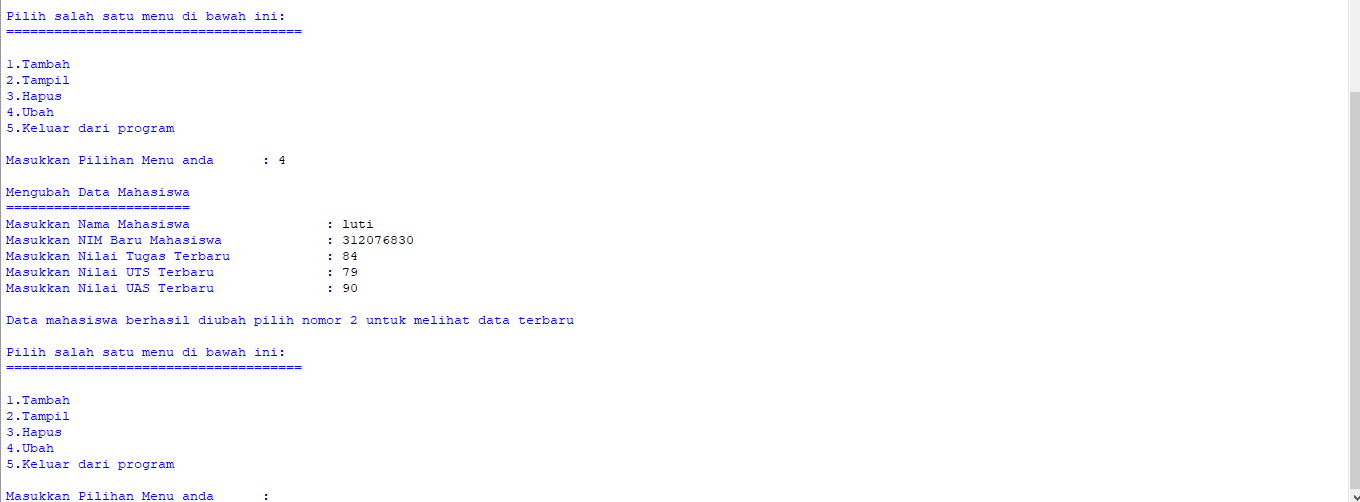 Pilih salah satu menu di bawah ini:
=====================================
1.Tambah
2.Tampil
3.Hapus
4.Ubah
5.Keluar dari program
Masukkan Pilihan Menu anda      : 4
Mengubah Data Mahasiswa
=======================
Masukkan Nama Mahasiswa                 : luti
Masukkan NIM Baru Mahasiswa             : 312076830
Masukkan Nilai Tugas Terbaru            : 84
Masukkan Nilai UTS Terbaru              : 79
Masukkan Nilai UAS Terbaru              : 90
Data mahasiswa berhasil diubah pilih nomor 2 untuk melihat data terbaru
Pilih salah satu menu di bawah ini:
=====================================
1.Tambah
2.Tampil
3.Hapus
4.Ubah
5.Keluar dari program
Masukkan Pilihan Menu anda      :